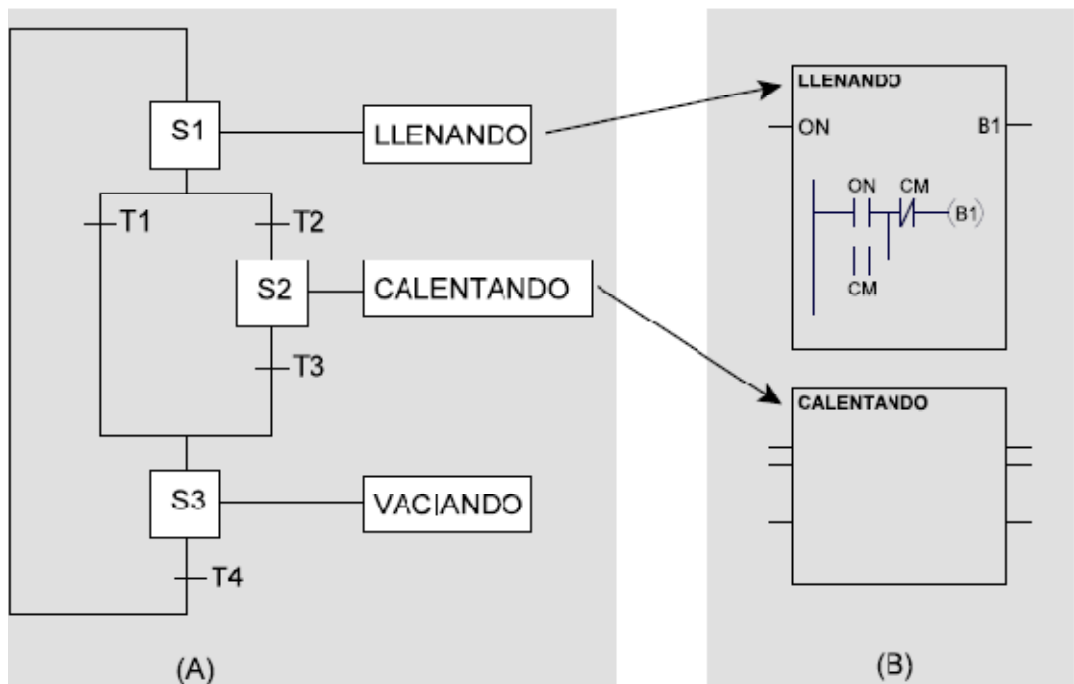 S1
LLENANDO
T1
T2
S2
CALENTANDO
T3
S3
VACIANDO
T4
(A)
LLENANDO
ON
B1
ON
CM
(B1)
CM
CALENTANDO
(B)